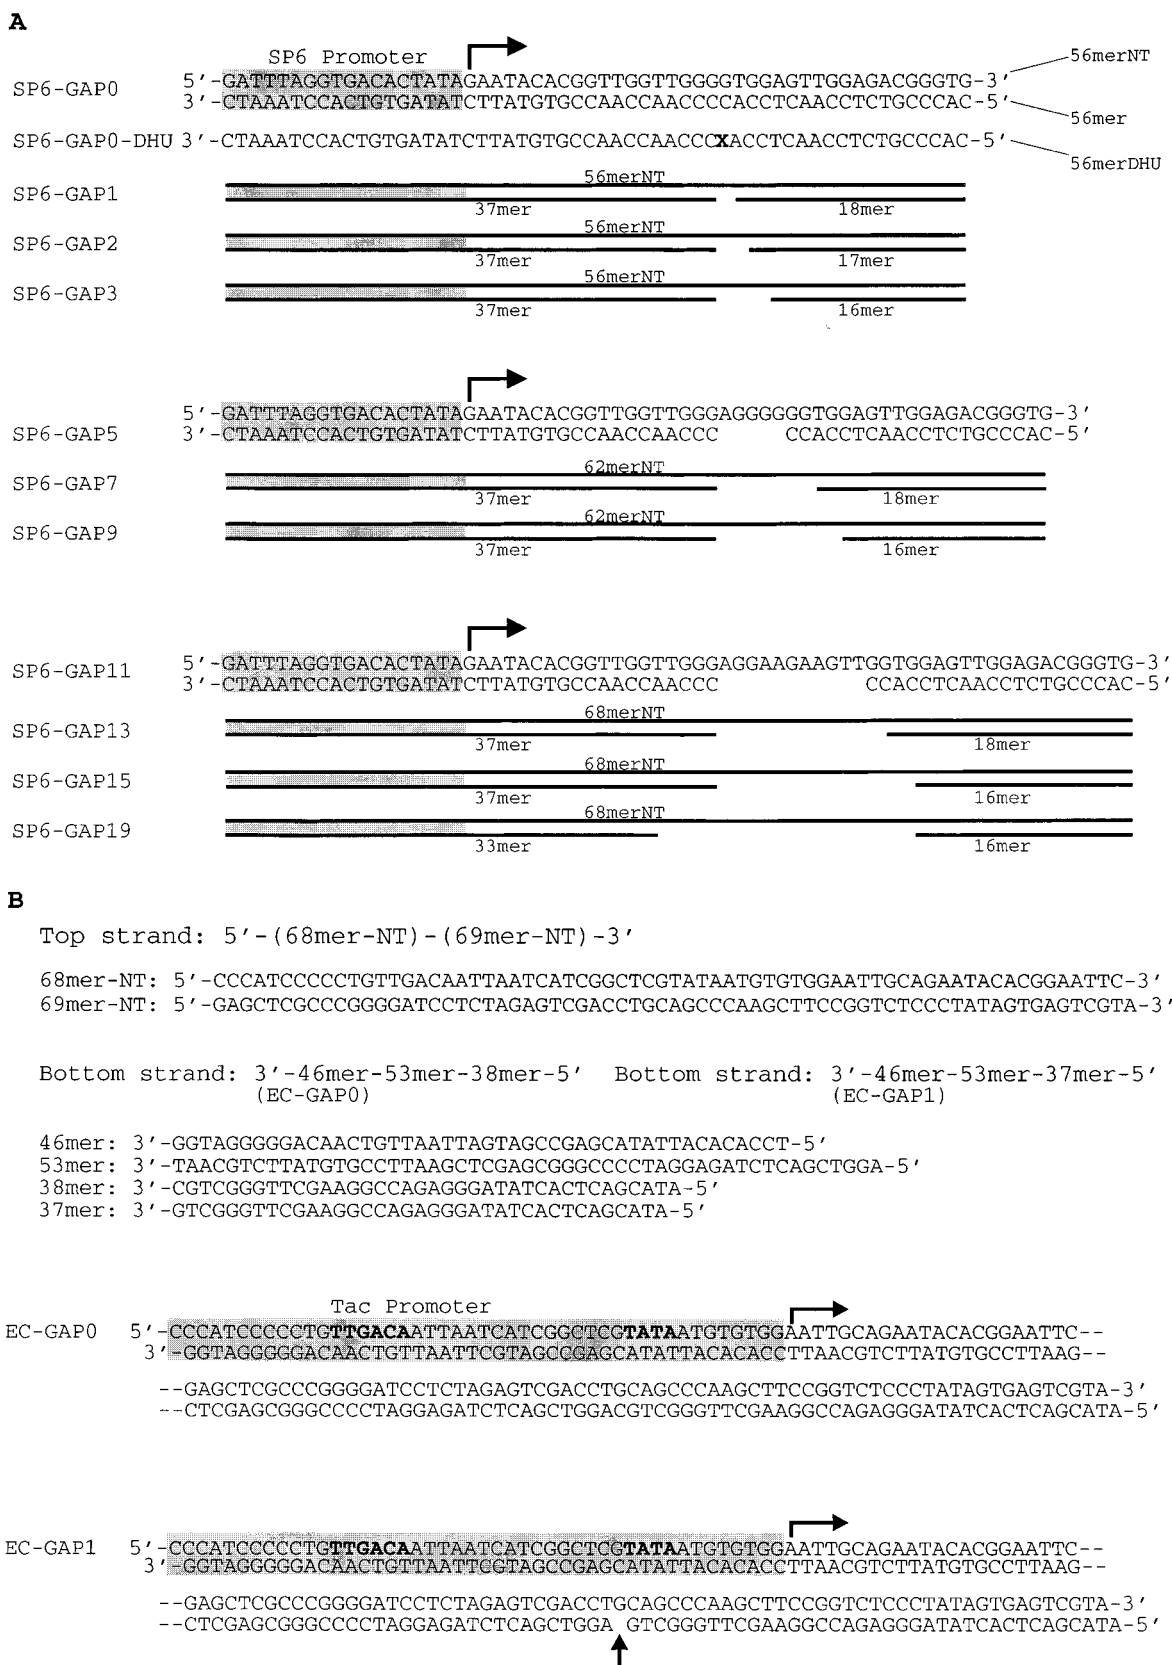 A
SP6 Promoter
SP6-GAP0 5′-GATTTAGGTGACACTATAGAATACACGGTTGGTTGGGGTGGAGTTGGAGACGGGTG-3′ 56merNT
3′-CTAAATCCACTGTGATATCTTATGTGCCAACCAACCCCACCTCAACCTCTGCCCAC-5′ 56mer
SP6-GAP0-DHU 3′-CTAAATCCACTGTGATATCTTATGTGCCAACCAACCCXACCTCAACCTCTGCCCAC-5′ 56merDHU
56merNT
SP6-GAP1
37mer 18mer
56merNT
SP6-GAP2
37mer 17mer
56merNT
SP6-GAP3
37mer 16mer
5′-GATTTAGGTGACACTATAGAATACACGGTTGGTTGGGAGGGGGGTGGAGTTGGAGACGGGTG-3′
SP6-GAP5 3′-CTAAATCCACTGTGATATCTTATGTGCCAACCAACCC CCACCTCAACCTCTGCCCAC-5′
62merNT
SP6-GAP7
37mer 18mer
62merNT
SP6-GAP9
37mer 16mer
5′-GATTTAGGTGACACTATAGAATACACGGTTGGTTGGGAGGAAGAAGTTGGTGGAGTTGGAGACGGGTG-3′
SP6-GAP11 3′-CTAAATCCACTGTGATATCTTATGTGCCAACCAACCC CCACCTCAACCTCTGCCCAC-5′
68merNT
SP6-GAP13
37mer 18mer
68merNT
SP6-GAP15
37mer 16mer
68merNT
SP6-GAP19
33mer 16mer
B
Top strand: 5′-(68mer-NT)-(69mer-NT)-3′
68mer-NT: 5′-CCCATCCCCCTGTTGACAATTAATCATCGGCTCGTATAATGTGTGGAATTGCAGAATACACGGAATTC-3′
69mer-NT: 5′-GAGCTCGCCCGGGGATCCTCTAGAGTCGACCTGCAGCCCAAGCTTCCGGTCTCCCTATAGTGAGTCGTA-3′
Bottom strand: 3′-46mer-53mer-38mer-5′ Bottom strand: 3′-46mer-53mer-37mer-5′
(EC-GAP0) (EC-GAP1)
46mer: 3′-GGTAGGGGGACAACTGTTAATTAGTAGCCGAGCATATTACACACCT-5′
53mer: 3′-TAACGTCTTATGTGCCTTAAGCTCGAGCGGGCCCCTAGGAGATCTCAGCTGGA-5′
38mer: 3′-CGTCGGGTTCGAAGGCCAGAGGGATATCACTCAGCATA-5′
37mer: 3′-GTCGGGTTCGAAGGCCAGAGGGATATCACTCAGCATA-5′
Tac Promoter
EC-GAP0 5′-CCCATCCCCCTGTTGACAATTAATCATCGGCTCGTATAATGTGTGGAATTGCAGAATACACGGAATTC--
3′-GGTAGGGGGACAACTGTTAATTCGTAGCCGAGCATATTACACACCTTAACGTCTTATGTGCCTTAAG--
--GAGCTCGCCCGGGGATCCTCTAGAGTCGACCTGCAGCCCAAGCTTCCGGTCTCCCTATAGTGAGTCGTA-3′
--CTCGAGCGGGCCCCTAGGAGATCTCAGCTGGACGTCGGGTTCGAAGGCCAGAGGGATATCACTCAGCATA-5′
EC-GAP1 5′-CCCATCCCCCTGTTGACAATTAATCATCGGCTCGTATAATGTGTGGAATTGCAGAATACACGGAATTC--
3′-GGTAGGGGGACAACTGTTAATTCGTAGCCGAGCATATTACACACCTTAACGTCTTATGTGCCTTAAG--
--GAGCTCGCCCGGGGATCCTCTAGAGTCGACCTGCAGCCCAAGCTTCCGGTCTCCCTATAGTGAGTCGTA-3′
--CTCGAGCGGGCCCCTAGGAGATCTCAGCTGGA GTCGGGTTCGAAGGCCAGAGGGATATCACTCAGCATA-5′